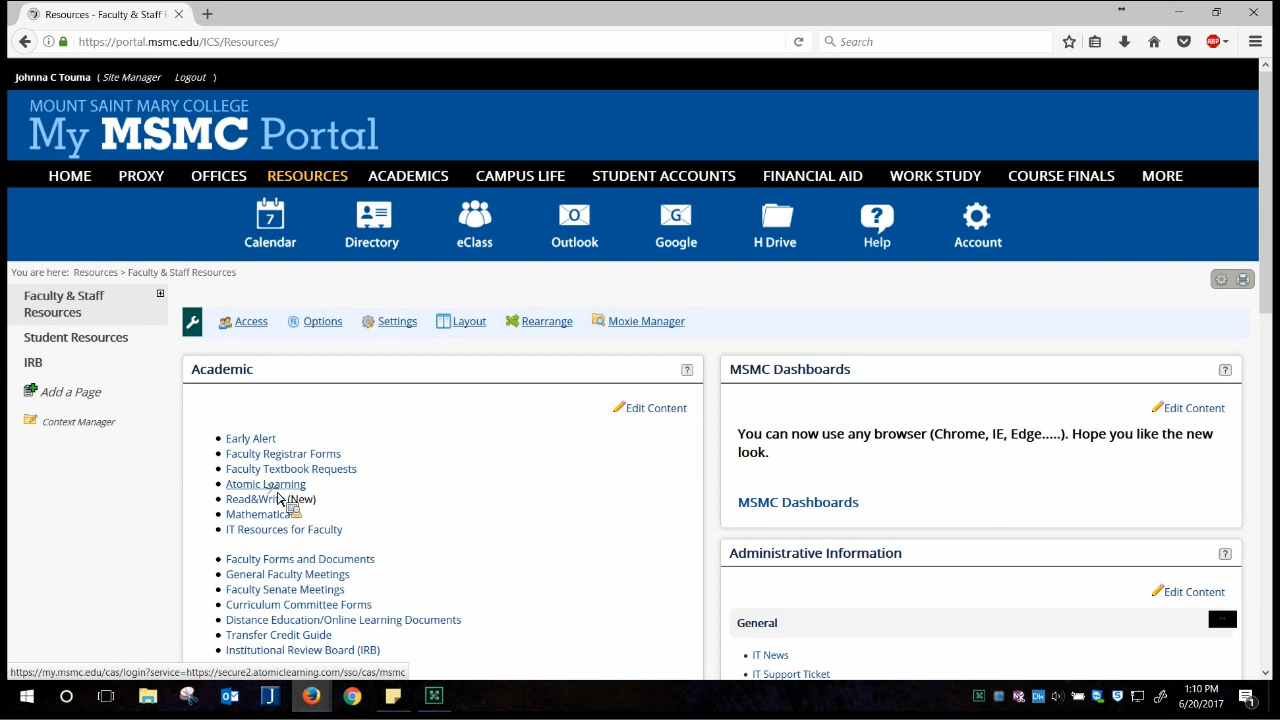 Resources - Faculty & Staff F
https://portal.msmc.edu/ICS/Resources/
Search
ABP
Johnna C Touma ( Site Manager Logout )
MOUNT SAINT MARY COLLEGE
My MSMC Portal
HOME PROXY OFFICES RESOURCES ACADEMICS CAMPUS LIFE STUDENT ACCOUNTS FINANCIAL AID WORK STUDY COURSE FINALS MORE
7 O G ?
Calendar Directory eClass Outlook Google H Drive Help Account
You are here: Resources > Faculty & Staff Resources
Faculty & Staff Resources
Student Resources
IRB
Add a Page
Context Manager
Access Options Settings Layout Rearrange Moxie Manager
Academic ?
Edit Content
• Early Alert
• Faculty Registrar Forms
• Faculty Textbook Requests
• Atomic Learning
• Read&Write (New)
• Mathematica
• IT Resources for Faculty
• Faculty Forms and Documents
• General Faculty Meetings
• Faculty Senate Meetings
• Curriculum Committee Forms
• Distance Education/Online Learning Documents
• Transfer Credit Guide
• Institutional Review Board (IRB)
MSMC Dashboards ?
Edit Content
You can now use any browser (Chrome, IE, Edge.....). Hope you like the new
look.
MSMC Dashboards
Administrative Information ?
Edit Content
General
• IT News
• IT Support Ticket
https://my.msmc.edu/cas/login?service=https://secure2.atomiclearning.com/sso/cas/msmc
1:10 PM
6/20/2017